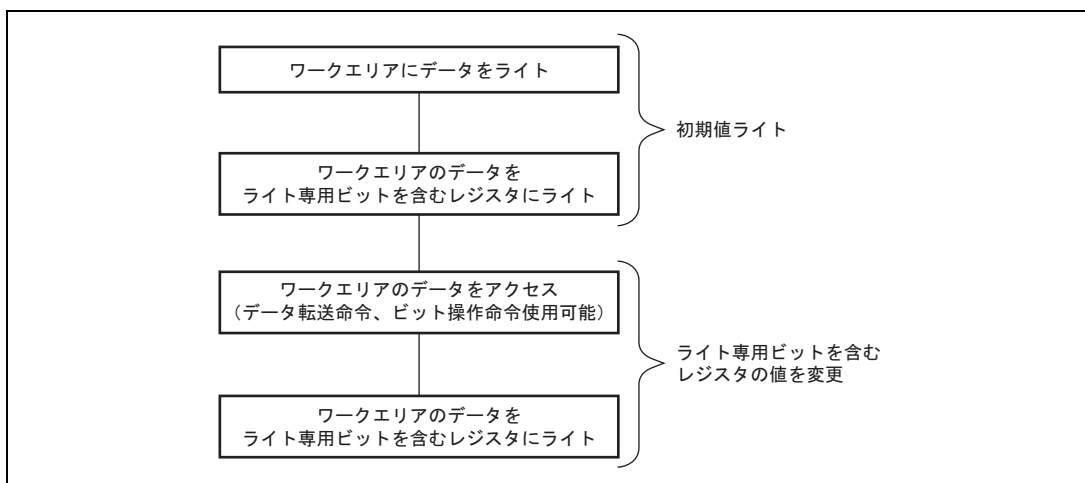 ワークエリアにデータをライト
初期値ライト
ワークエリアのデータを
ライト専用ビットを含むレジスタにライト
ワークエリアのデータをアクセス
（データ転送命令、ビット操作命令使用可能）
ライト専用ビットを含む
レジスタの値を変更
ワークエリアのデータを
ライト専用ビットを含むレジスタにライト